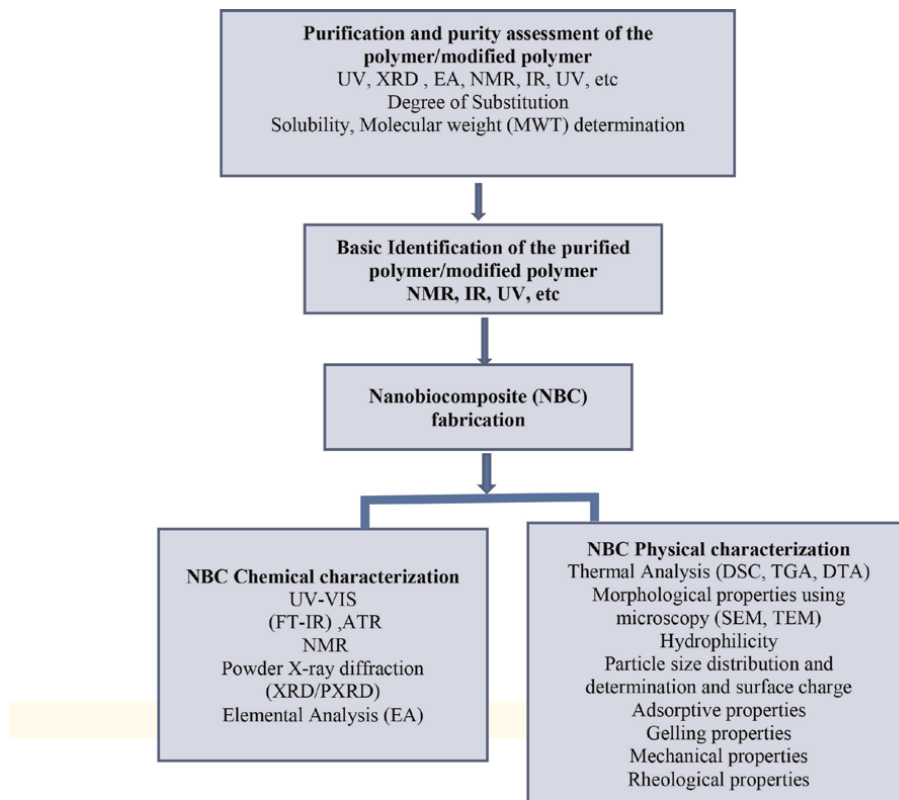 Purification and purity assessment of the
polymer/modified polymer
UV, XRD , EA, NMR, IR, UV, etc
Degree of Substitution
Solubility, Molecular weight (MWT) determination
Basic Identification of the purified
polymer/modified polymer
NMR, IR, UV, etc
Nanobiocomposite (NBC)
fabrication
NBC Chemical characterization
UV-VIS
(FT-IR) ,ATR
NMR
Powder X-ray diffraction
(XRD/PXRD)
Elemental Analysis (EA)
NBC Physical characterization
Thermal Analysis (DSC, TGA, DTA)
Morphological properties using
microscopy (SEM, TEM)
Hydrophilicity
Particle size distribution and
determination and surface charge
Adsorptive properties
Gelling properties
Mechanical properties
Rheological properties